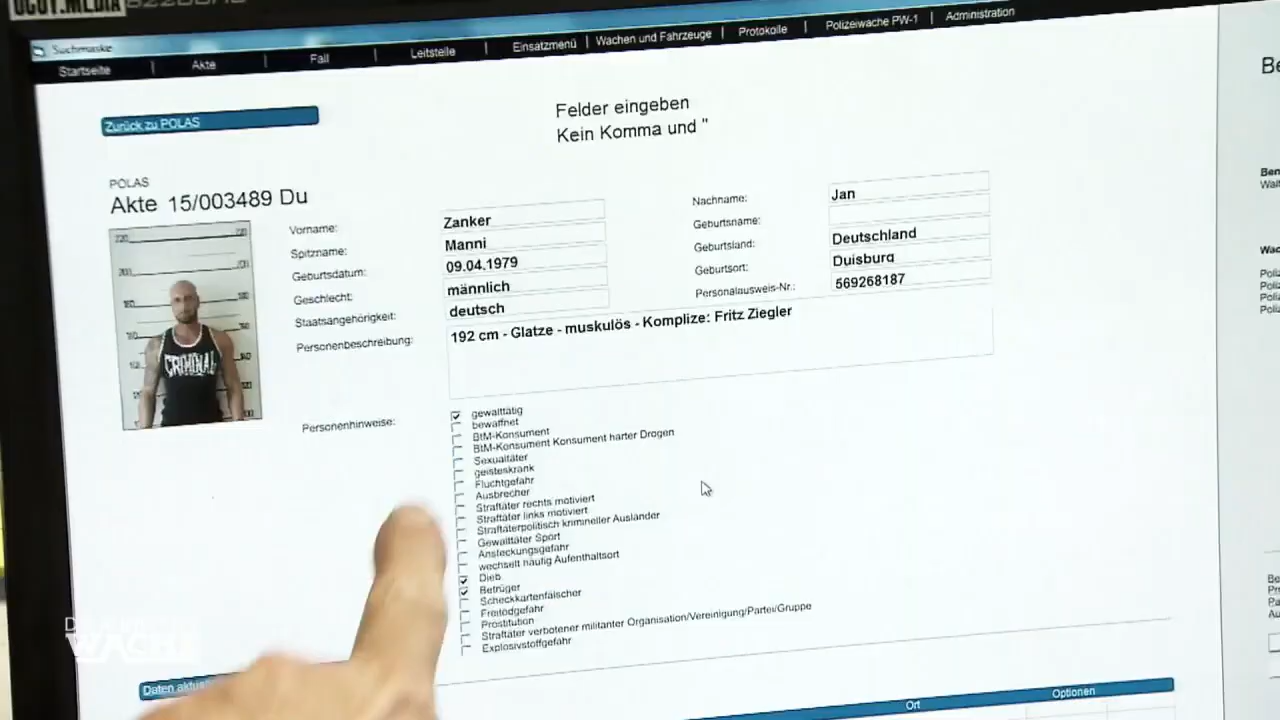 Suchmaske
Startseite Akte Fall Leitstelle Einsatzmenü Wachen und Fahrzeuge Protokolle Polizeiwache PW-1 Administration
Zurück zu POLAS
Felder eingeben
Kein Komma und "
POLAS
Akte 15/003489 Du
Vorname: Zanker
Spitzname: Manni
Geburtsdatum: 09.04.1979
Geschlecht: männlich
Staatsangehörigkeit: deutsch
Nachname: Jan
Geburtsname:
Geburtsland: Deutschland
Geburtsort: Duisburg
Personalausweis-Nr.: 569268187
Personenbeschreibung: 192 cm - Glatze - muskulös - Komplize: Fritz Ziegler
CRIMINAL
Personenhinweise:
gewalttätig
bewaffnet
BtM-Konsument
BtM-Konsument Konsument harter Drogen
Sexualtäter
geisteskrank
Fluchtgefahr
Ausbrecher
Straftäter rechts motiviert
Straftäter links motiviert
Straftäterpolitisch krimineller Ausländer
Gewalttäter Sport
Ansteckungsgefahr
wechselt häufig Aufenthaltsort
Dieb
Betrüger
Scheckkartenfälscher
Freitodgefahr
Prostitution
Straftäter verbotener militanter Organisation/Vereinigung/Partei/Gruppe
Explosivstoffgefahr
Daten
Ort Optionen